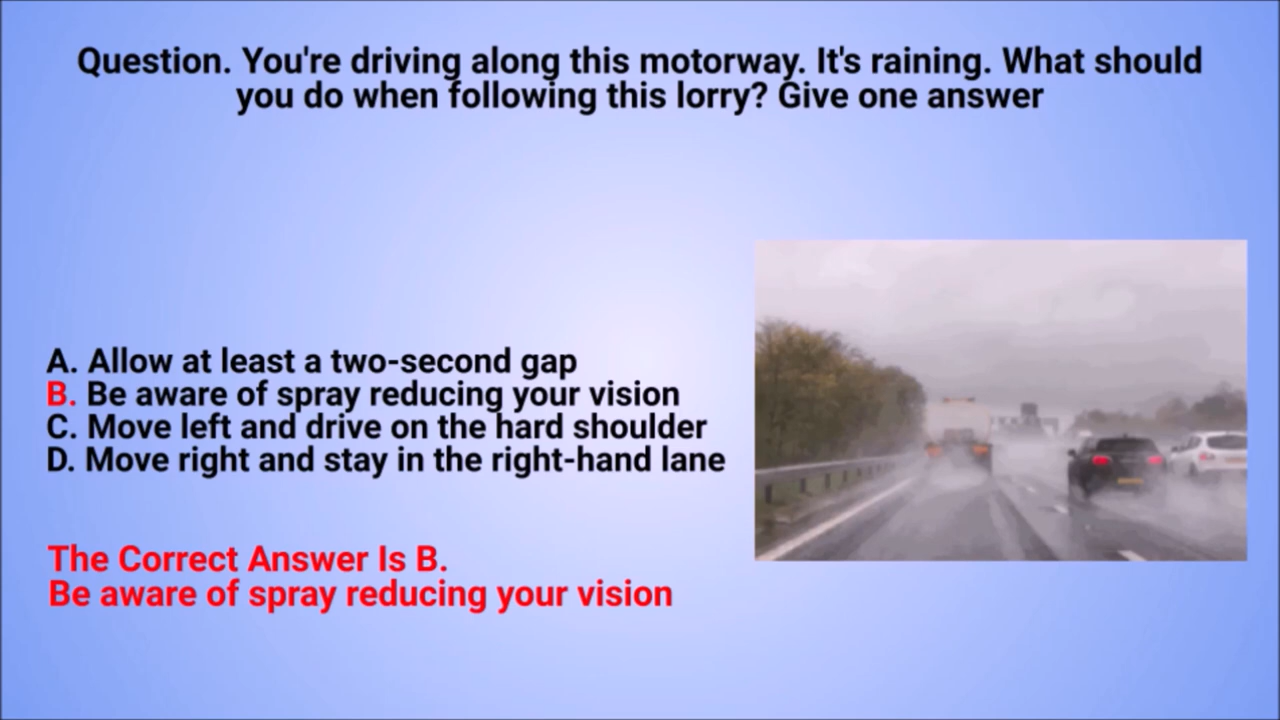 Question. You're driving along this motorway. It's raining. What should
you do when following this lorry? Give one answer
A. Allow at least a two-second gap
B. Be aware of spray reducing your vision
C. Move left and drive on the hard shoulder
D. Move right and stay in the right-hand lane
The Correct Answer Is B.
Be aware of spray reducing your vision